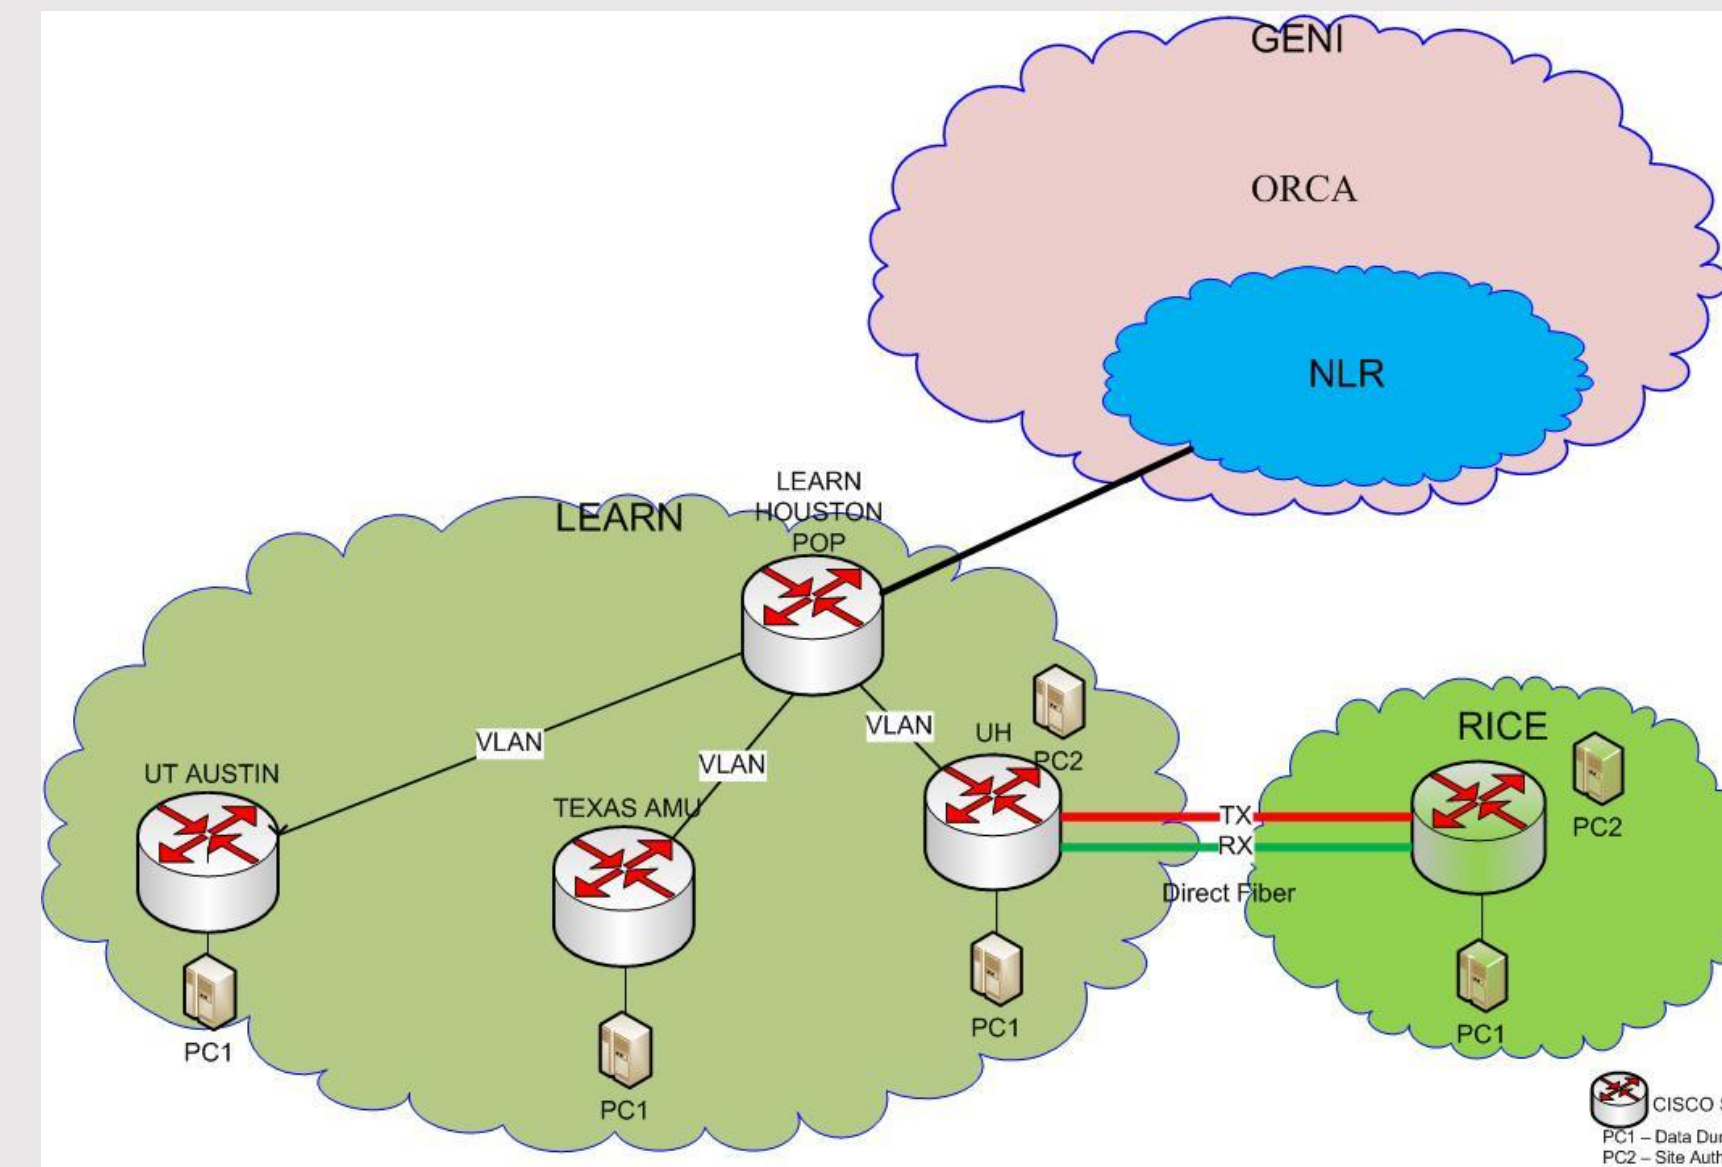 GENI
ORCA
NLR
LEARN
HOUSTON
POP
LEARN
VLAN
VLAN
VLAN
UT AUSTIN
TEXAS AMU
UH
PC2
RICE
PC2
TX
RX
Direct Fiber
PC1
PC1
PC1
PC1
CISCO
PC1 – Data
PC2 – Site